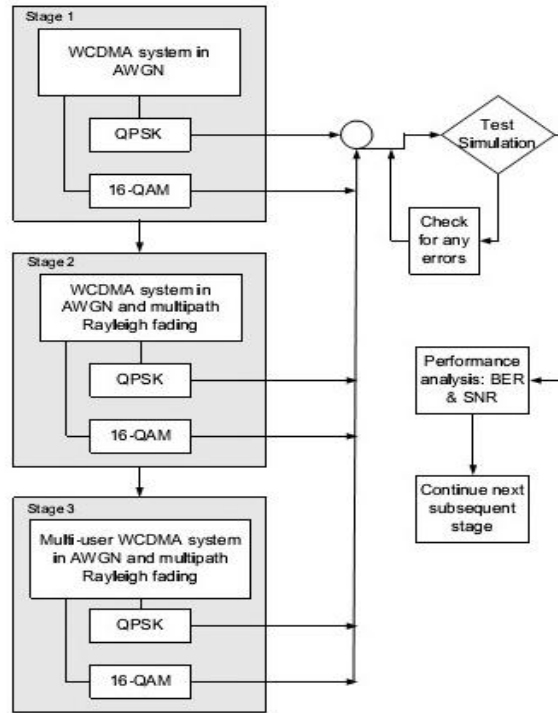 Stage 1
WCDMA system in
AWGN
QPSK
16-QAM
Stage 2
WCDMA system in
AWGN and multipath
Rayleigh fading
QPSK
16-QAM
Stage 3
Multi-user WCDMA system
in AWGN and multipath
Rayleigh fading
QPSK
16-QAM
Test
Simulation
Check
for any
errors
Performance
analysis: BER
& SNR
Continue next
subsequent
stage